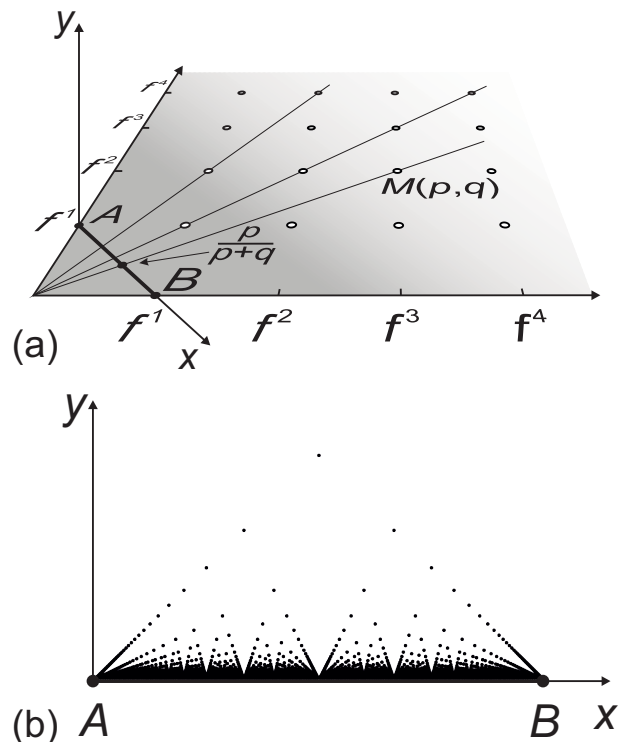 y
f⁴
f³
f²
f¹ A
M(p,q)
p
p+q
B
f¹ f² f³ f⁴
(a)
x
y
(b) A B x